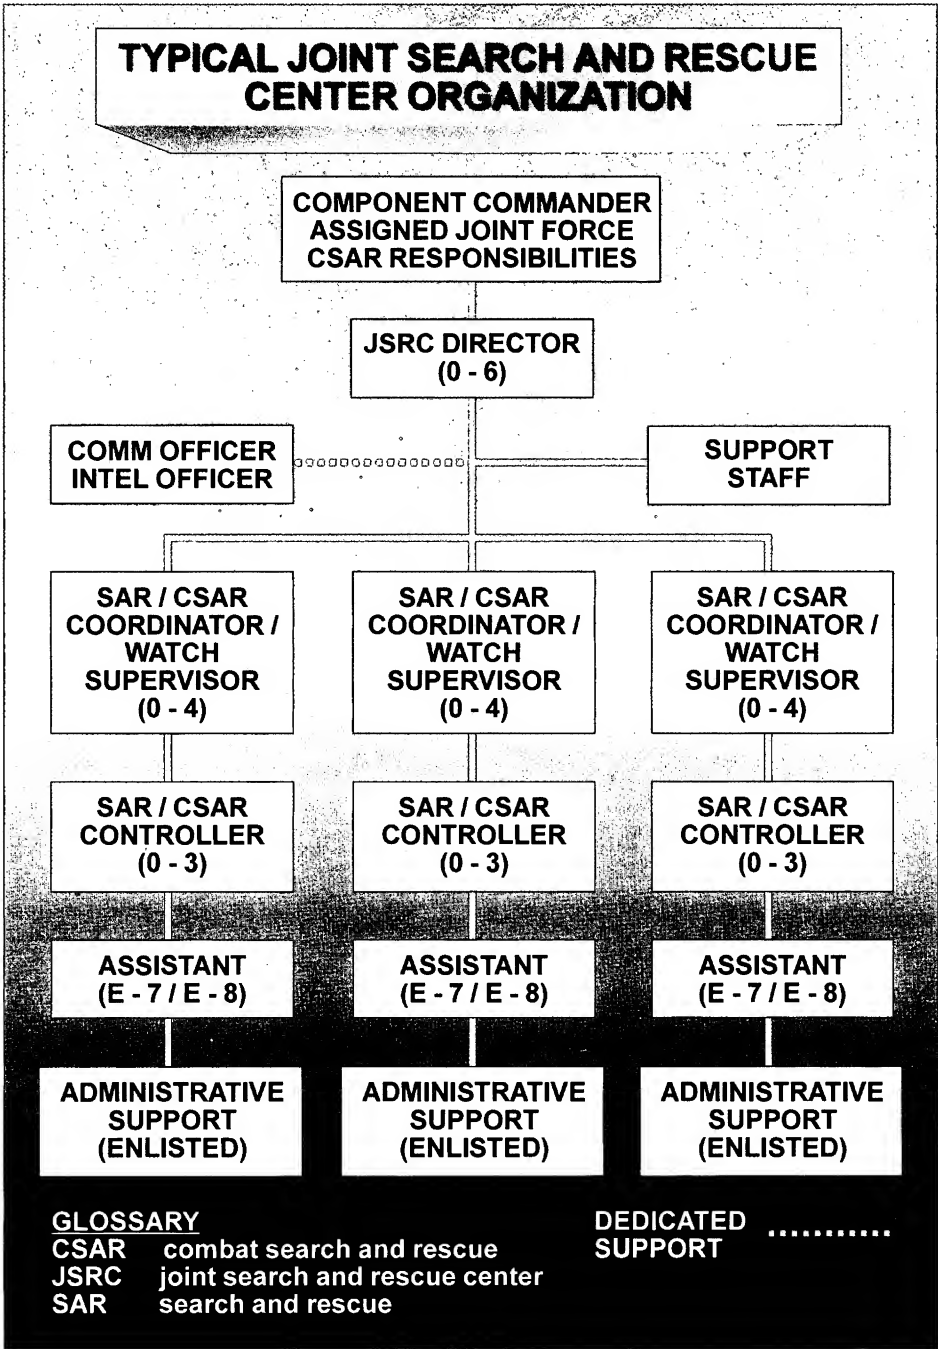 TYPICAL JOINT SEARCH AND RESCUE
CENTER ORGANIZATION
COMPONENT COMMANDER
ASSIGNED JOINT FORCE
CSAR RESPONSIBILITIES
JSRC DIRECTOR
(0 - 6)
COMM OFFICER
INTEL OFFICER
SUPPORT
STAFF
SAR / CSAR
COORDINATOR /
WATCH
SUPERVISOR
(0 - 4)
SAR / CSAR
COORDINATOR /
WATCH
SUPERVISOR
(0 - 4)
SAR / CSAR
COORDINATOR /
WATCH
SUPERVISOR
(0 - 4)
SAR / CSAR
CONTROLLER
(0 - 3)
SAR / CSAR
CONTROLLER
(0 - 3)
SAR / CSAR
CONTROLLER
(0 - 3)
ASSISTANT
(E - 7 / E - 8)
ASSISTANT
(E - 7 / E - 8)
ASSISTANT
(E - 7 / E - 8)
ADMINISTRATIVE
SUPPORT
(ENLISTED)
ADMINISTRATIVE
SUPPORT
(ENLISTED)
ADMINISTRATIVE
SUPPORT
(ENLISTED)
GLOSSARY
CSAR combat search and rescue
JSRC joint search and rescue center
SAR search and rescue
DEDICATED
SUPPORT